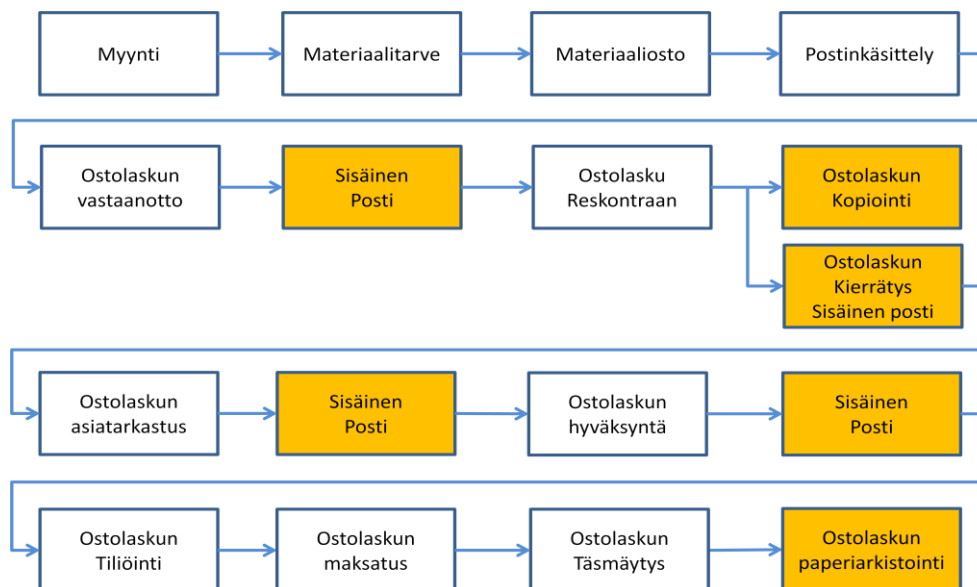 Myynti
Materiaalitarve
Materiaaliosto
Postinkäsittely
Ostolaskun
vastaanotto
Sisäinen
Posti
Ostolasku
Reskontraan
Ostolaskun
Kopiointi
Ostolaskun
Kierrätys
Sisäinen posti
Ostolaskun
asiatarkastus
Sisäinen
Posti
Ostolaskun
hyväksyntä
Sisäinen
Posti
Ostolaskun
Tiliöinti
Ostolaskun
maksatus
Ostolaskun
Täsmäytys
Ostolaskun
paperiarkistointi